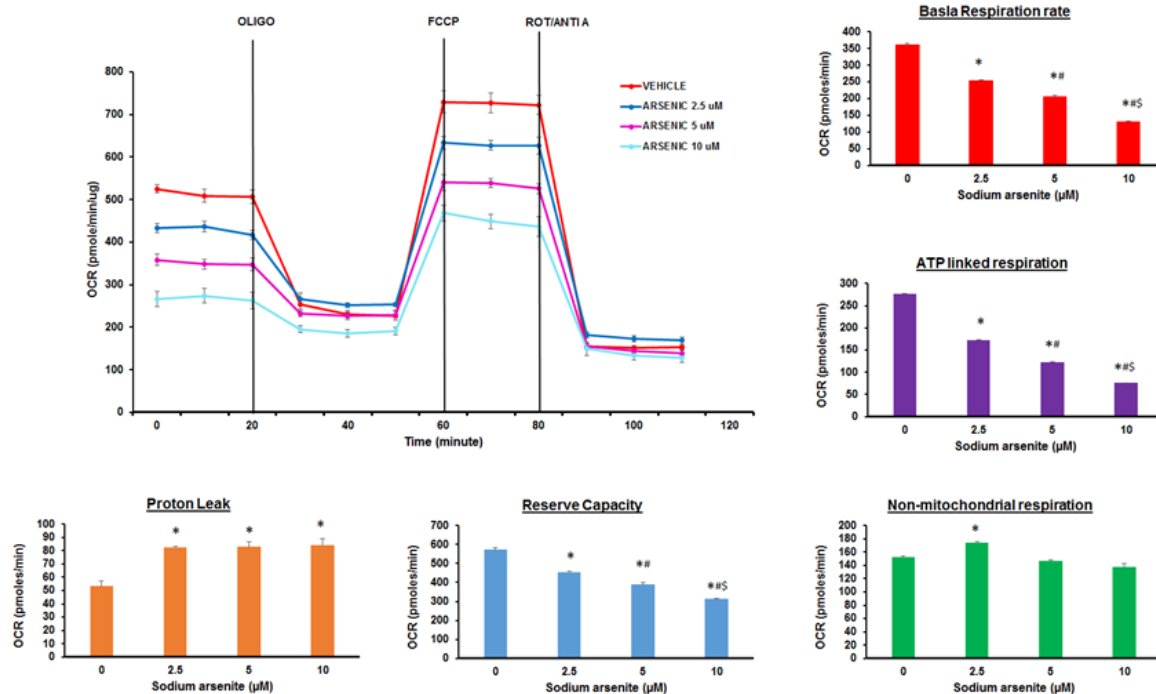 OLIGO FCCP ROT/ANTI A
800
700
600
500
400
300
200
100
0
OCR (pmole/min/ug)
0 20 40 60 80 100 120
Time (minute)
VEHICLE
ARSENIC 2.5 uM
ARSENIC 5 uM
ARSENIC 10 uM
Basla Respiration rate
400
350
300
250
200
150
100
50
0
OCR (pmoles/min)
*
*#
*#$
0 2.5 5 10
Sodium arsenite (µM)
ATP linked respiration
300
250
200
150
100
50
0
OCR (pmoles/min)
*
*#
*#$
0 2.5 5 10
Sodium arsenite (µM)
Proton Leak
100
90
80
70
60
50
40
30
20
10
0
OCR (pmoles/min)
* * *
0 2.5 5 10
Sodium arsenite (µM)
Reserve Capacity
700
600
500
400
300
200
100
0
OCR (pmoles/min)
*
*#
*#$
0 2.5 5 10
Sodium arsenite (µM)
Non-mitochondrial respiration
200
180
160
140
120
100
80
60
40
20
0
OCR (pmoles/min)
*
0 2.5 5 10
Sodium arsenite (µM)